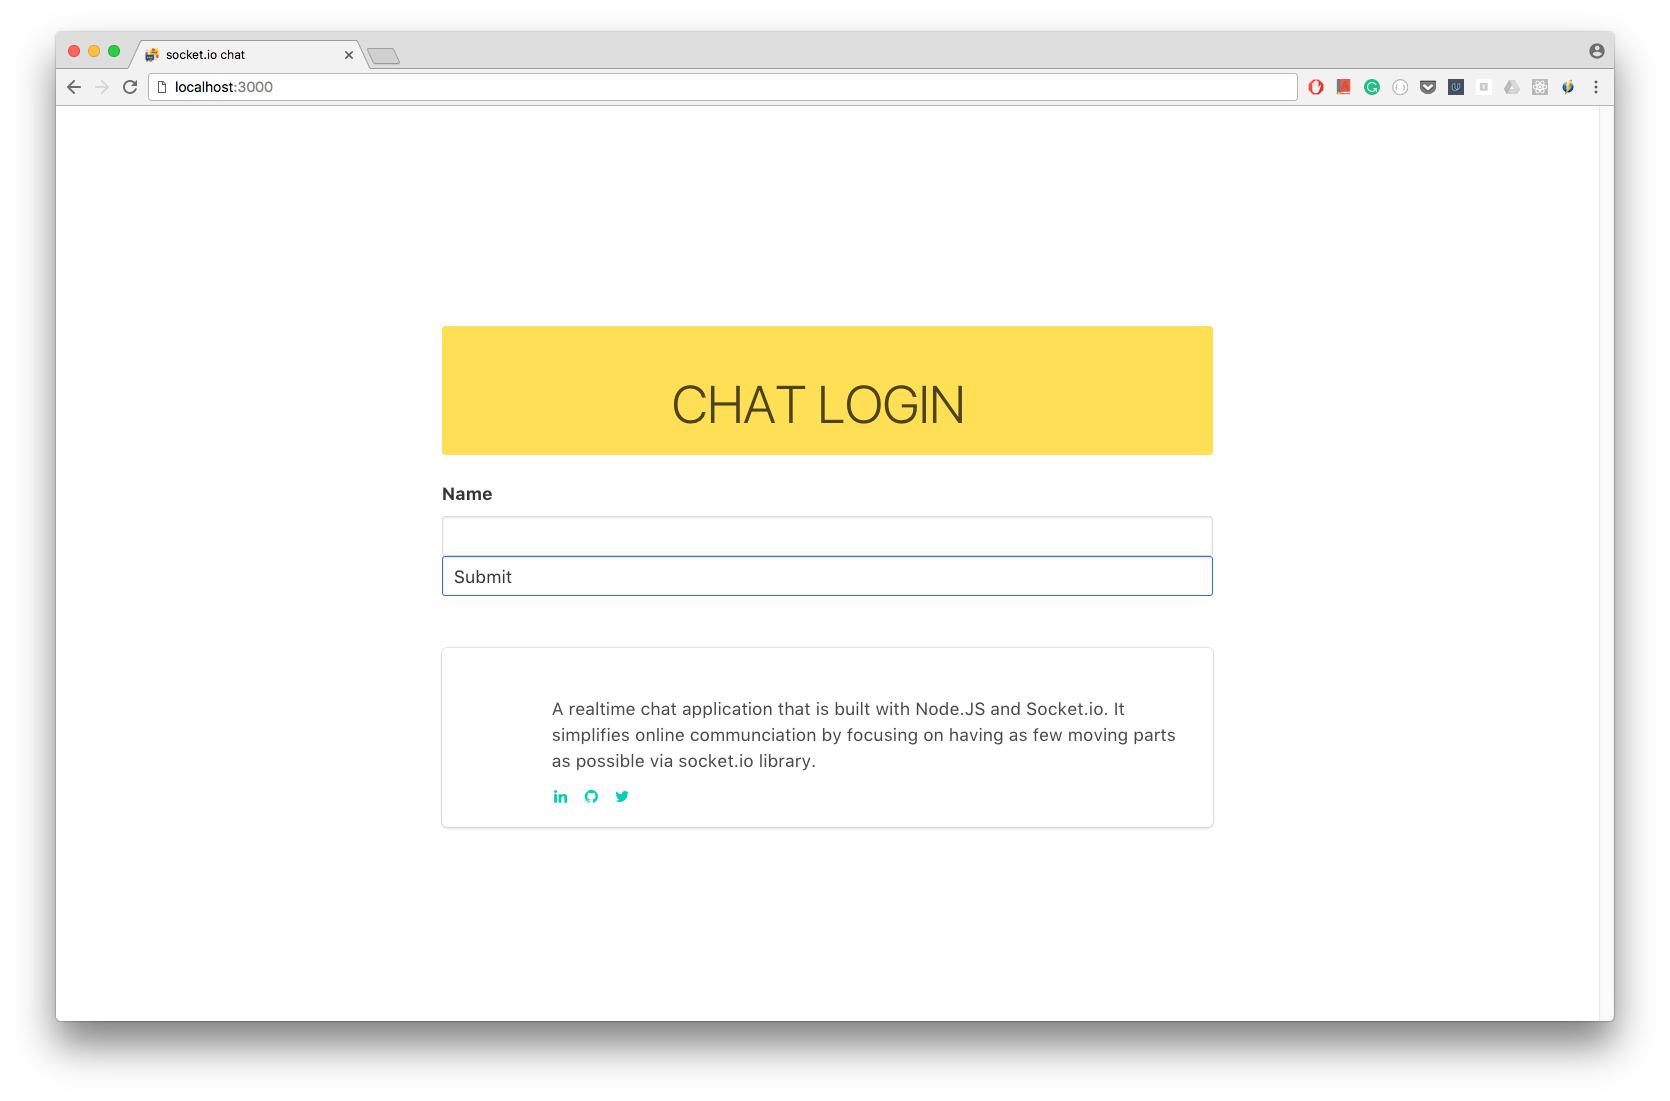 socket.io chat
localhost:3000
CHAT LOGIN
Name
Submit
A realtime chat application that is built with Node.JS and Socket.io. It
simplifies online communciation by focusing on having as few moving parts
as possible via socket.io library.